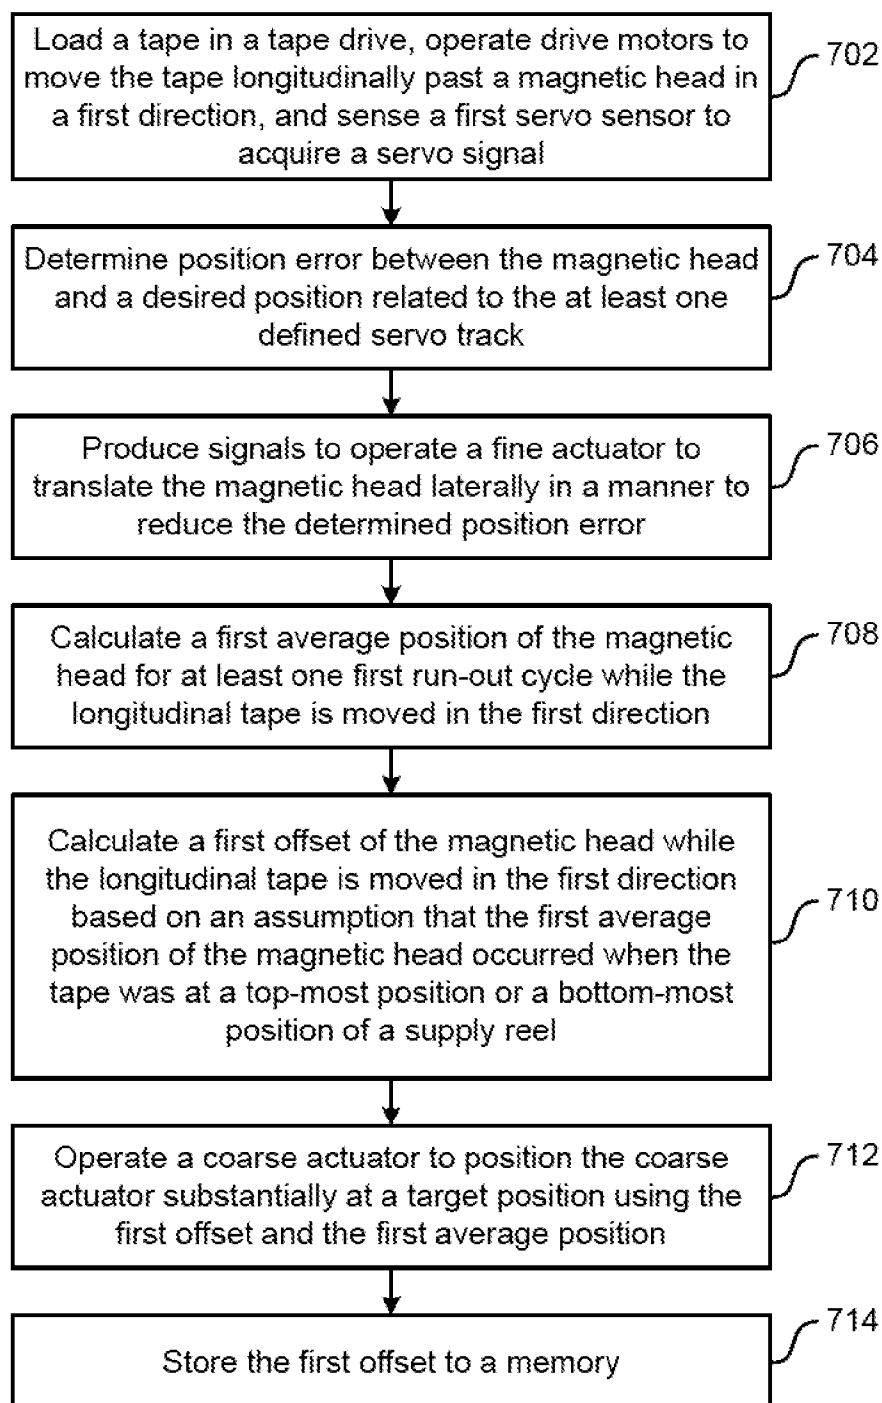 Load a tape in a tape drive, operate drive motors to
move the tape longitudinally past a magnetic head in
a first direction, and sense a first servo sensor to
acquire a servo signal
702
Determine position error between the magnetic head
and a desired position related to the at least one
defined servo track
704
Produce signals to operate a fine actuator to
translate the magnetic head laterally in a manner to
reduce the determined position error
706
Calculate a first average position of the magnetic
head for at least one first run-out cycle while the
longitudinal tape is moved in the first direction
708
Calculate a first offset of the magnetic head while
the longitudinal tape is moved in the first direction
based on an assumption that the first average
position of the magnetic head occurred when the
tape was at a top-most position or a bottom-most
position of a supply reel
710
Operate a coarse actuator to position the coarse
actuator substantially at a target position using the
first offset and the first average position
712
Store the first offset to a memory
714